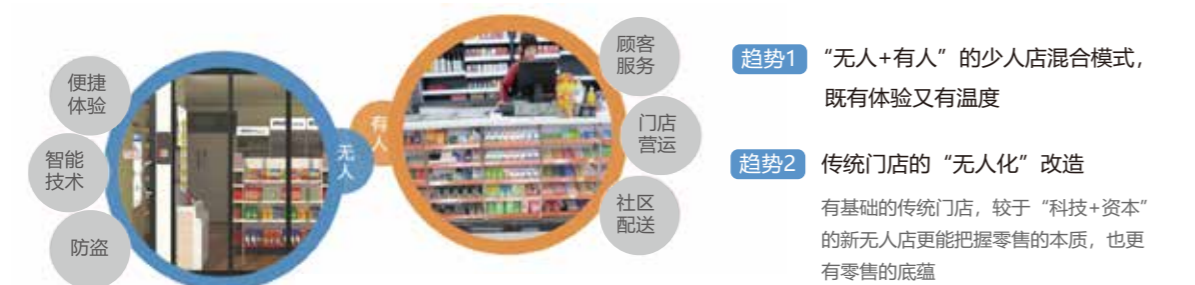 便捷
体验
智能
技术
防盗
无
人
有
人
顾客
服务
门店
营运
社区
配送
趋势1 “无人+有人”的少人店混合模式，
既有体验又有温度
趋势2 传统门店的“无人化”改造
有基础的传统门店，较于“科技+资本”
的新无人店更能把握零售的本质，也更
有零售的底蕴